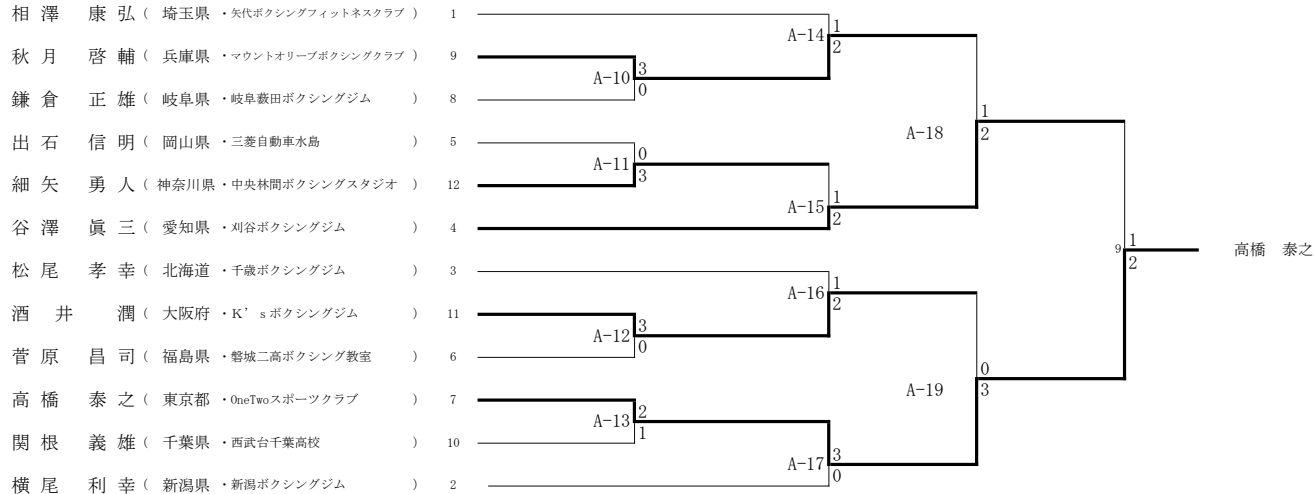 相澤 康弘 ( 埼玉県 ・矢代ボクシングフィットネスクラブ ) 1
秋月 啓輔 ( 兵庫県 ・マウントオリーブボクシングクラブ ) 9
鎌倉 正雄 ( 岐阜県 ・岐阜薮田ボクシングジム ) 8
出石 信明 ( 岡山県 ・三菱自動車水島 ) 5
細矢 勇人 ( 神奈川県 ・中央林間ボクシングスタジオ ) 12
谷澤 眞三 ( 愛知県 ・刈谷ボクシングジム ) 4
松尾 孝幸 ( 北海道 ・千歳ボクシングジム ) 3
酒井 潤 ( 大阪府 ・K’sボクシングジム ) 11
菅原 昌司 ( 福島県 ・磐城二高ボクシング教室 ) 6
高橋 泰之 ( 東京都 ・OneTwoスポーツクラブ ) 7
関根 義雄 ( 千葉県 ・西武台千葉高校 ) 10
横尾 利幸 ( 新潟県 ・新潟ボクシングジム ) 2
A-10 3
0
A-11 0
3
A-12 3
0
A-13 2
1
A-14 1
2
A-15 1
2
A-16 1
2
A-17 3
0
A-18 1
2
A-19 0
3
9 1
2
高橋 泰之